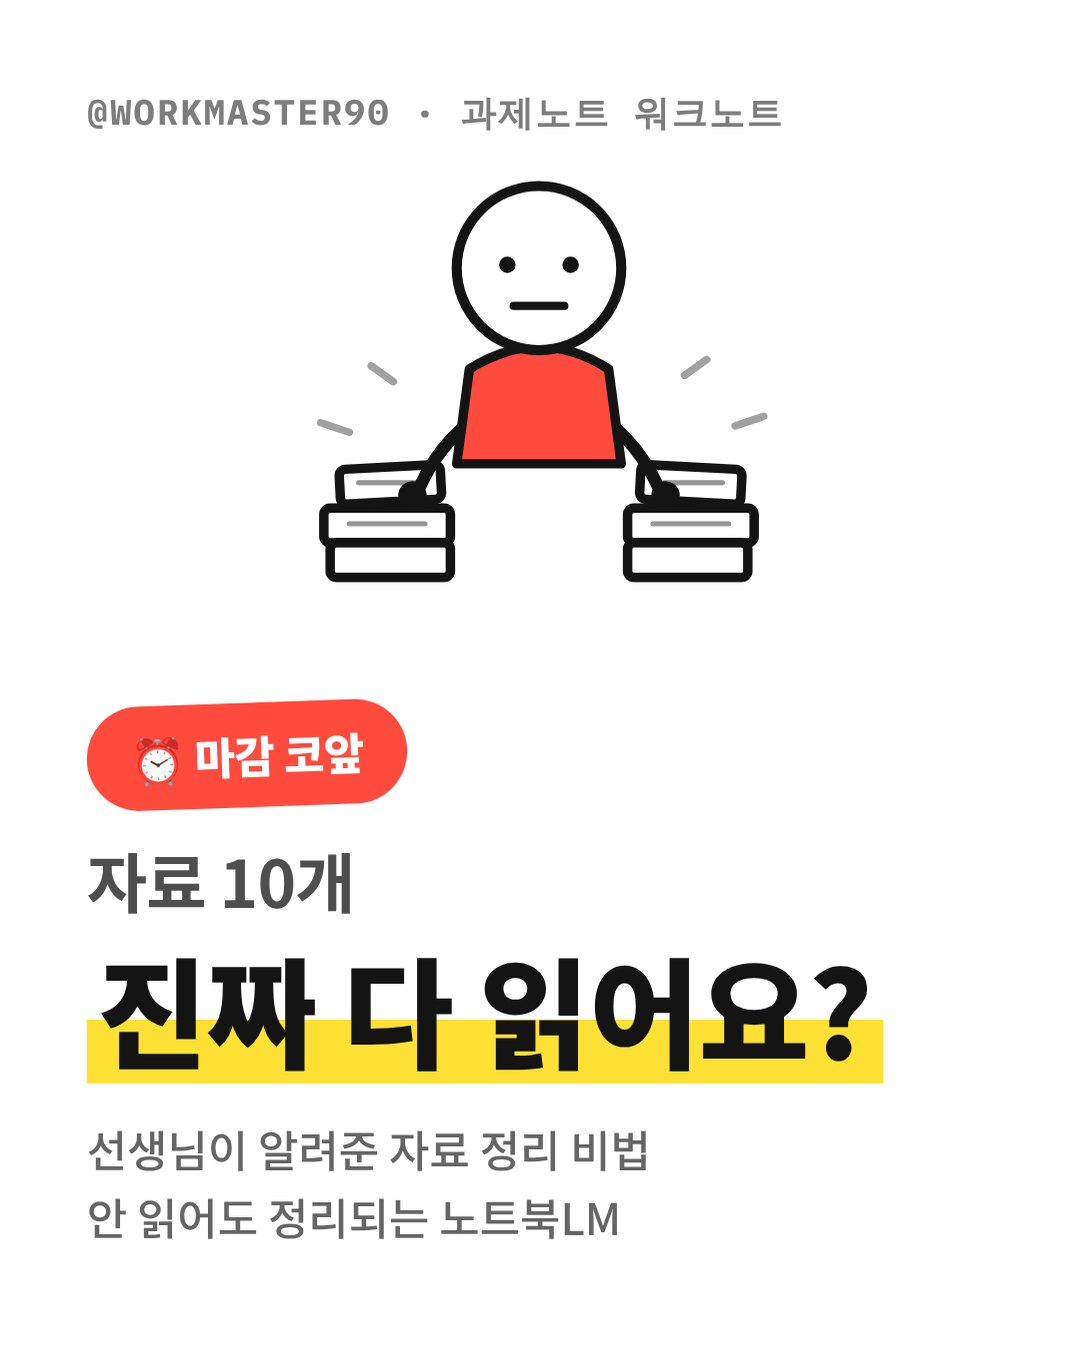 @WORKMASTER90 · 과제노트 워크노트
⏰ 마감 코앞
자료 10개
진짜 다 읽어요?
선생님이 알려준 자료 정리 비법
안 읽어도 정리되는 노트북LM